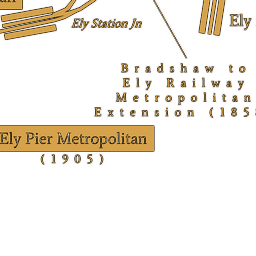 Ely Station Jn
Ely
Bradshaw to
Ely Railway
Metropolitan
Extension (185
Ely Pier Metropolitan
(1905)